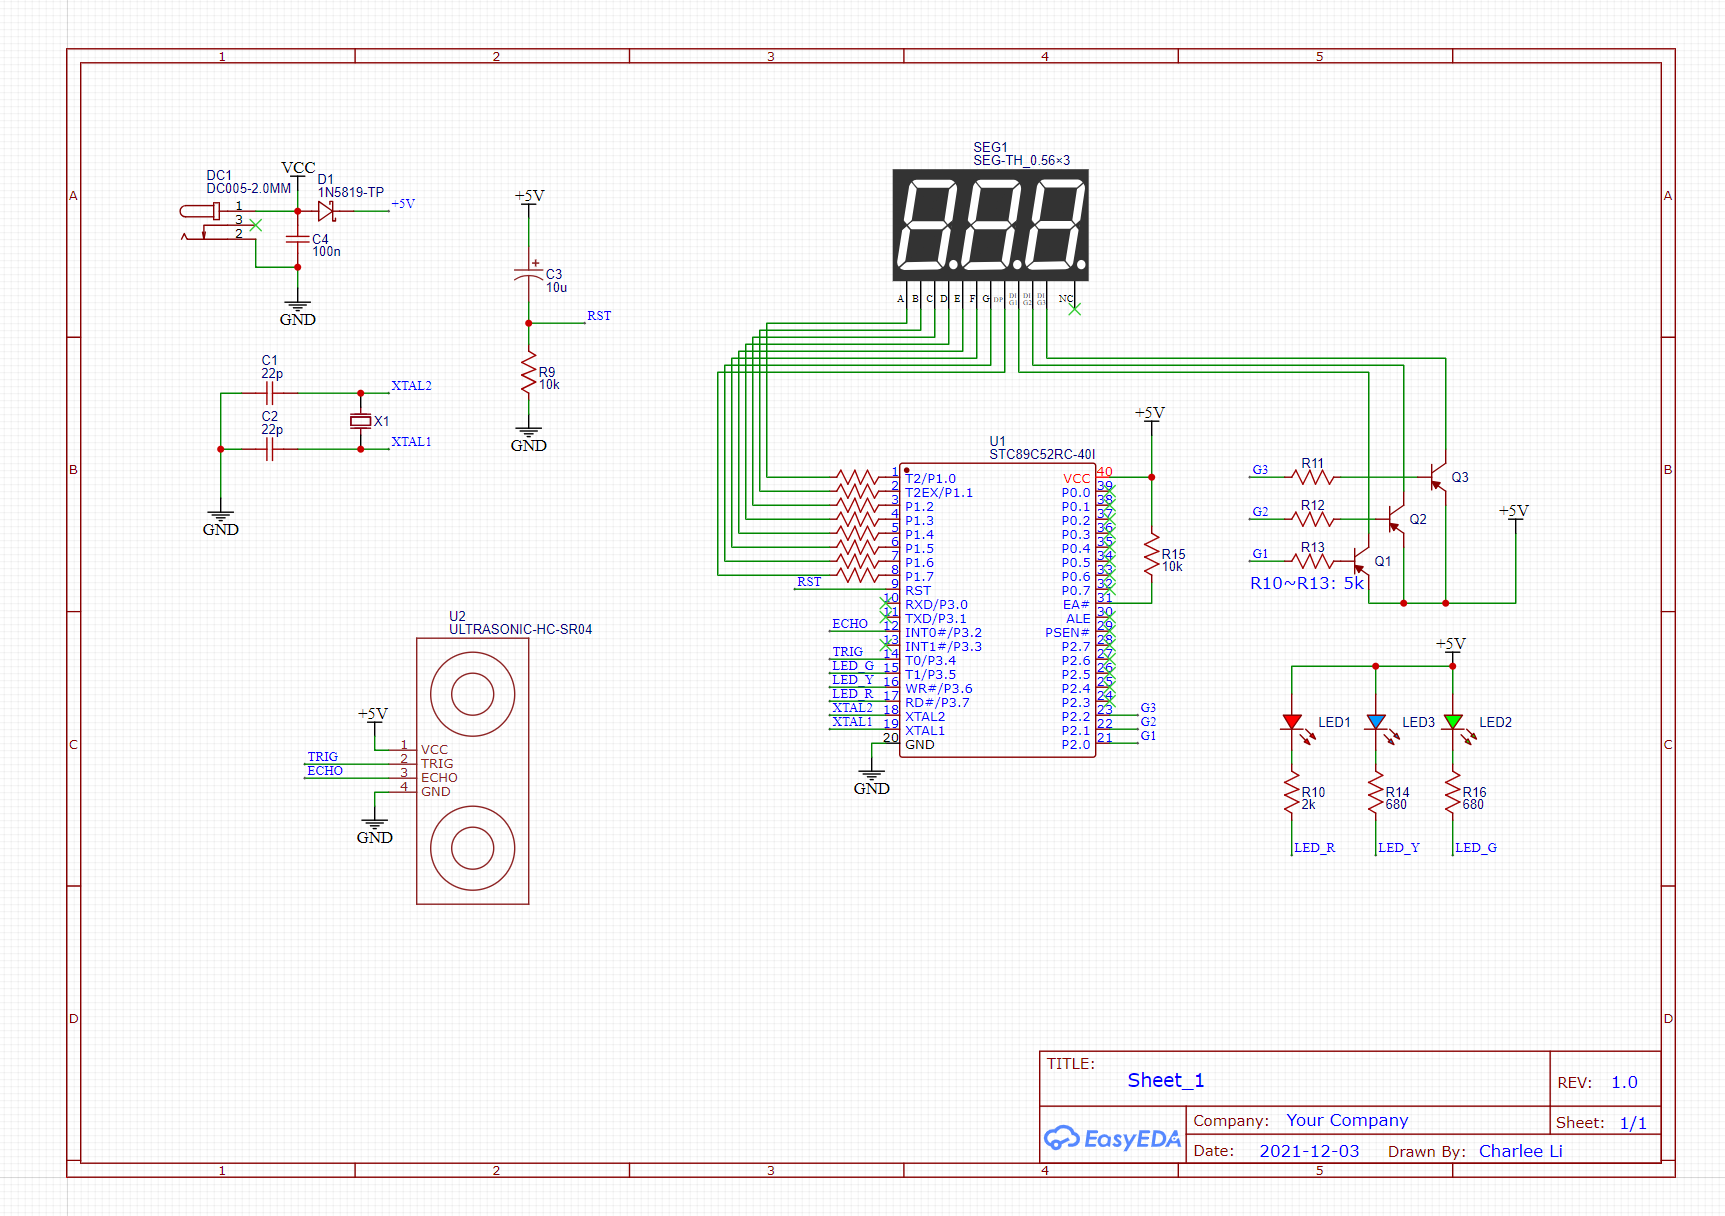 1 2 3 4 5
A
B
C
D
A
B
C
D
DC1
DC005-2.0MM
VCC
D1
1N5819-TP
+5V
1
3
2
C4
100n
GND
+5V
C3
10u
RST
R9
10k
GND
C1
22p
XTAL2
C2
22p
X1
XTAL1
GND
SEG1
SEG-TH_0.56×3
A B C D E F G DP DIG1 DIG2 DIG3 NC
+5V
U1
STC89C52RC-40I
1 T2/P1.0
2 T2EX/P1.1
3 P1.2
4 P1.3
5 P1.4
6 P1.5
7 P1.6
8 P1.7
RST 9 RST
10 RXD/P3.0
11 TXD/P3.1
ECHO 12 INT0#/P3.2
13 INT1#/P3.3
TRIG 14 T0/P3.4
LED_G 15 T1/P3.5
LED_Y 16 WR#/P3.6
LED_R 17 RD#/P3.7
XTAL2 18 XTAL2
XTAL1 19 XTAL1
20 GND
GND
VCC 40
P0.0 39
P0.1 38
P0.2 37
P0.3 36
P0.4 35
P0.5 34
P0.6 33
P0.7 32
EA# 31
ALE 30
PSEN# 29
P2.7 28
P2.6 27
P2.5 26
P2.4 25
P2.3 24
P2.2 23 G3
P2.1 22 G2
P2.0 21 G1
R15
10k
G3 R11 Q3
G2 R12 Q2
G1 R13 Q1
R10~R13: 5k
+5V
+5V
LED1 LED3 LED2
R10
2k
R14
680
R16
680
LED_R LED_Y LED_G
U2
ULTRASONIC-HC-SR04
+5V
1 VCC
TRIG 2 TRIG
ECHO 3 ECHO
4 GND
GND
TITLE:
Sheet_1
REV: 1.0
EasyEDA
Company: Your Company
Sheet: 1/1
Date: 2021-12-03 Drawn By: Charlee Li
1 2 3 4 5